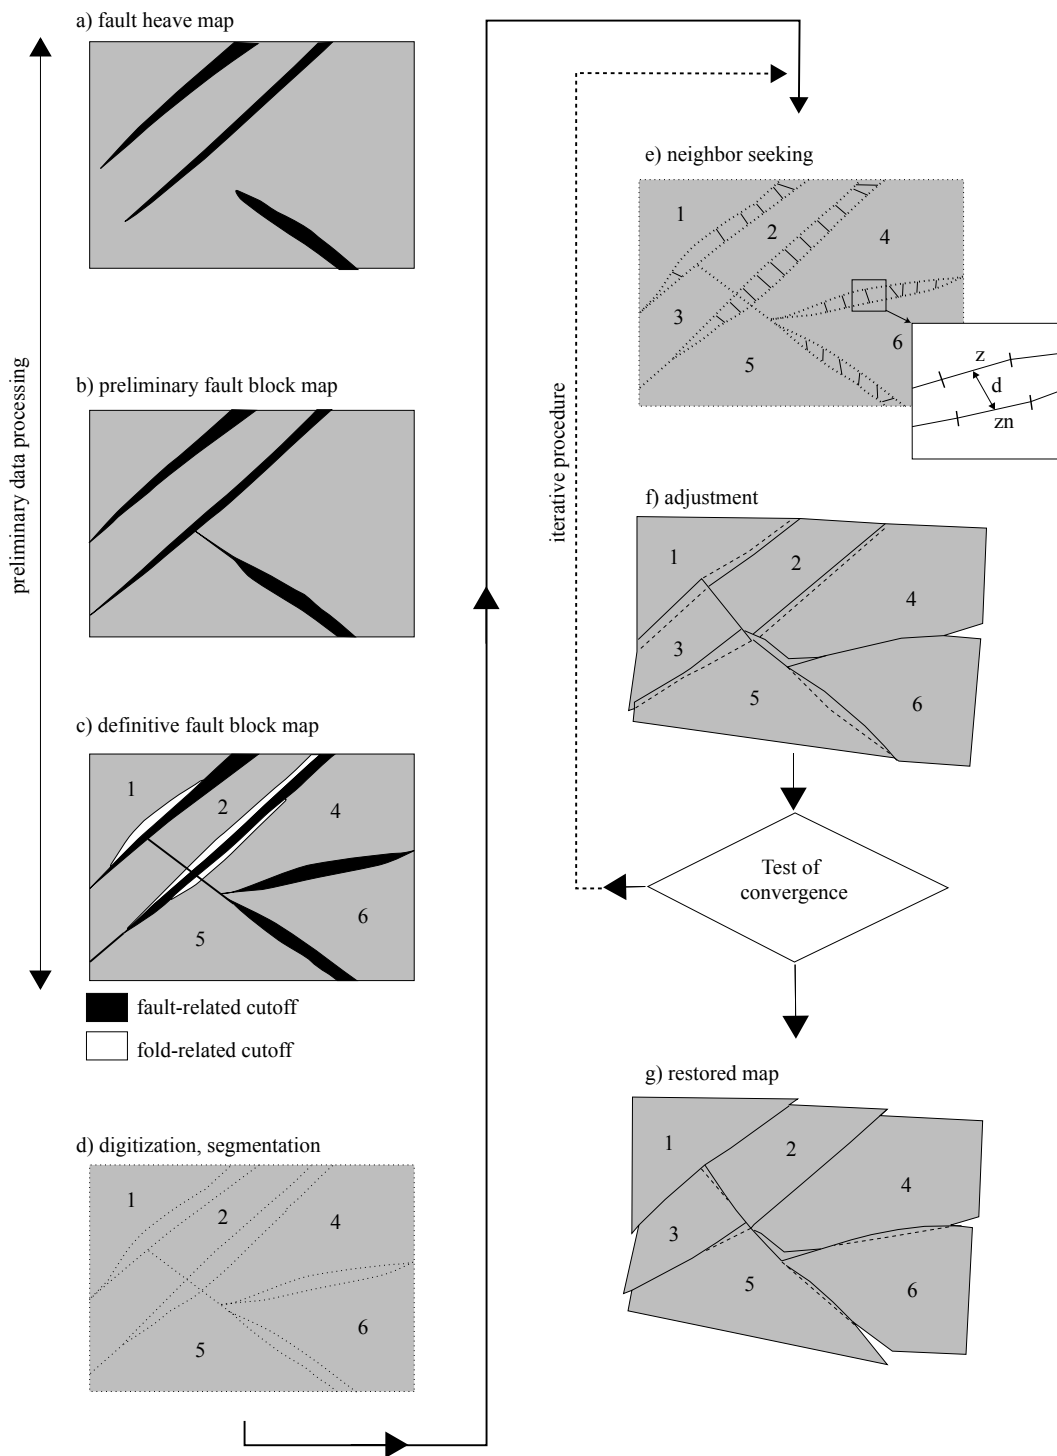 a) fault heave map
preliminary data processing
b) preliminary fault block map
c) definitive fault block map
1
2
4
5
6
fault-related cutoff
fold-related cutoff
d) digitization, segmentation
1
2
4
5
6
iterative procedure
e) neighbor seeking
1
2
4
3
5
6
z
d
zn
f) adjustment
1
2
4
3
5
6
Test of
convergence
g) restored map
1
2
4
3
5
6